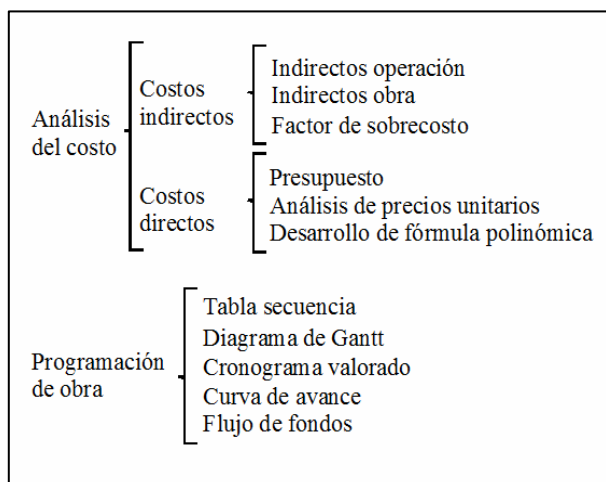 Análisis
del costo
Costos
indirectos
Indirectos operación
Indirectos obra
Factor de sobrecosto
Costos
directos
Presupuesto
Análisis de precios unitarios
Desarrollo de fórmula polinómica
Programación
de obra
Tabla secuencia
Diagrama de Gantt
Cronograma valorado
Curva de avance
Flujo de fondos